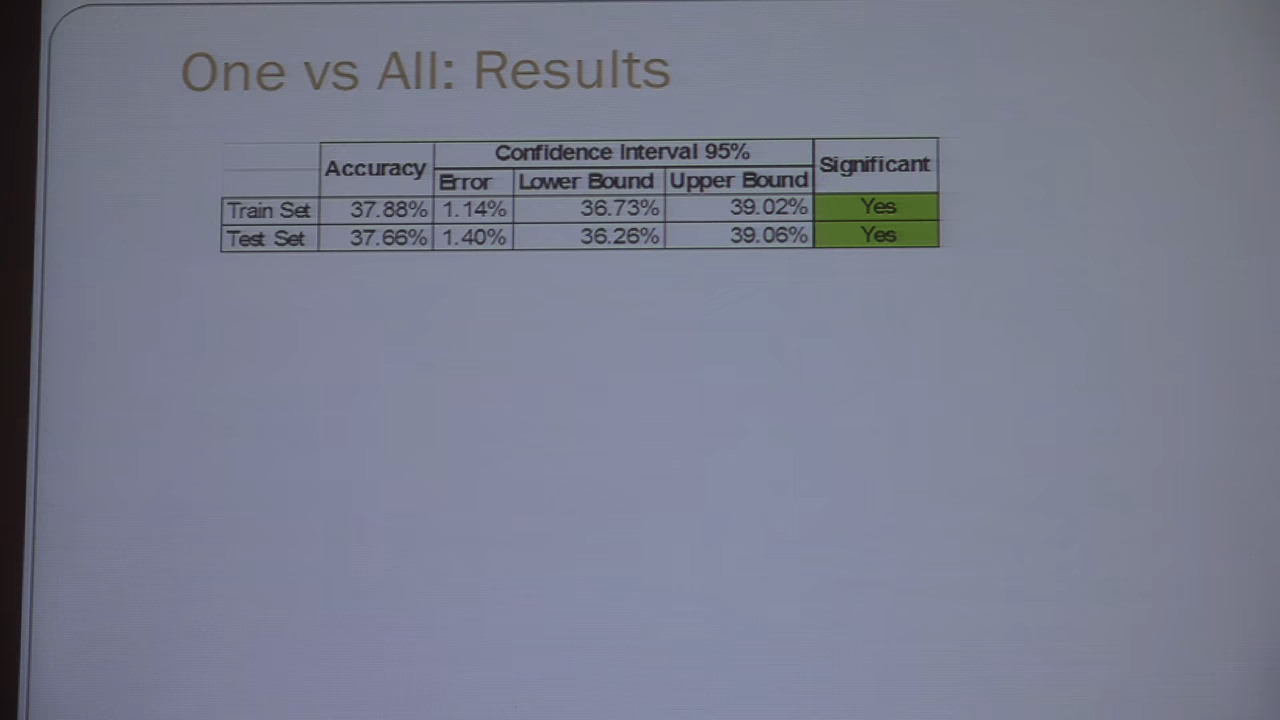 One vs All: Results
Accuracy Confidence Interval 95% Significant
Error Lower Bound Upper Bound
Train Set 37.88% 1.14% 36.73% 39.02% Yes
Test Set 37.66% 1.40% 36.26% 39.06% Yes